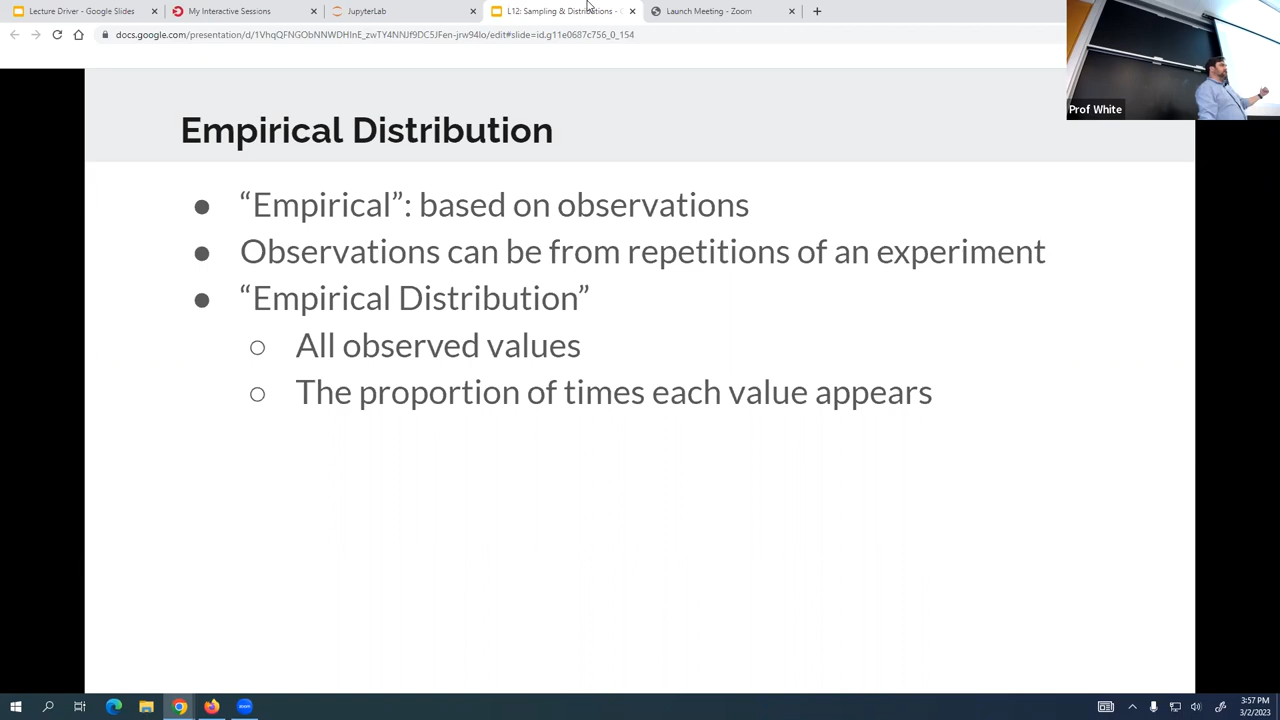 Lecture Driver - Google Slides
My Interactive Sessions
JupyterLab
L12: Sampling & Distributions -
Launch Meeting - Zoom
docs.google.com/presentation/d/1VhqQFNGObNNWDHInE_zwTY4NNJf9DC5JFen-jrw94Io/edit#slide=id.g11e0687c756_0_154
Prof White
Empirical Distribution
● “Empirical”: based on observations
● Observations can be from repetitions of an experiment
● “Empirical Distribution”
○ All observed values
○ The proportion of times each value appears
3:57 PM
3/2/2023